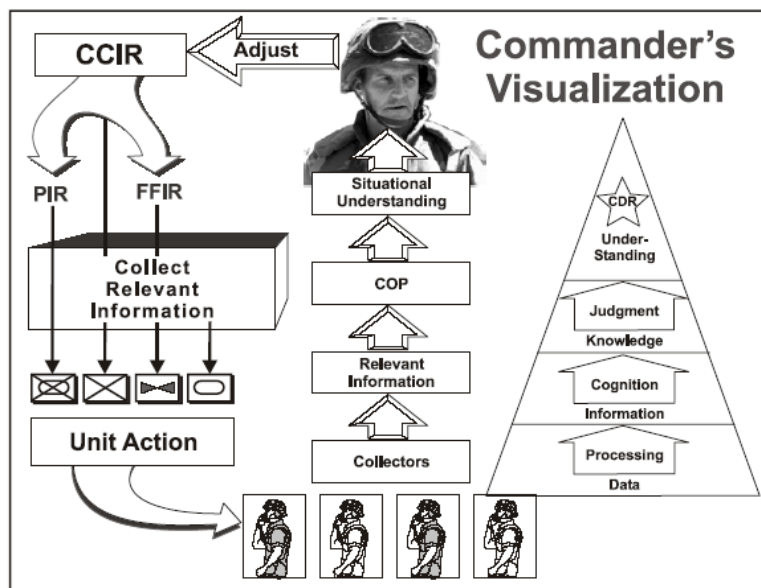 Commander's
Visualization
CCIR
Adjust
PIR
FFIR
Collect
Relevant
Information
Unit Action
Situational
Understanding
COP
Relevant
Information
Collectors
CDR
Under-
Standing
Judgment
Knowledge
Cognition
Information
Processing
Data